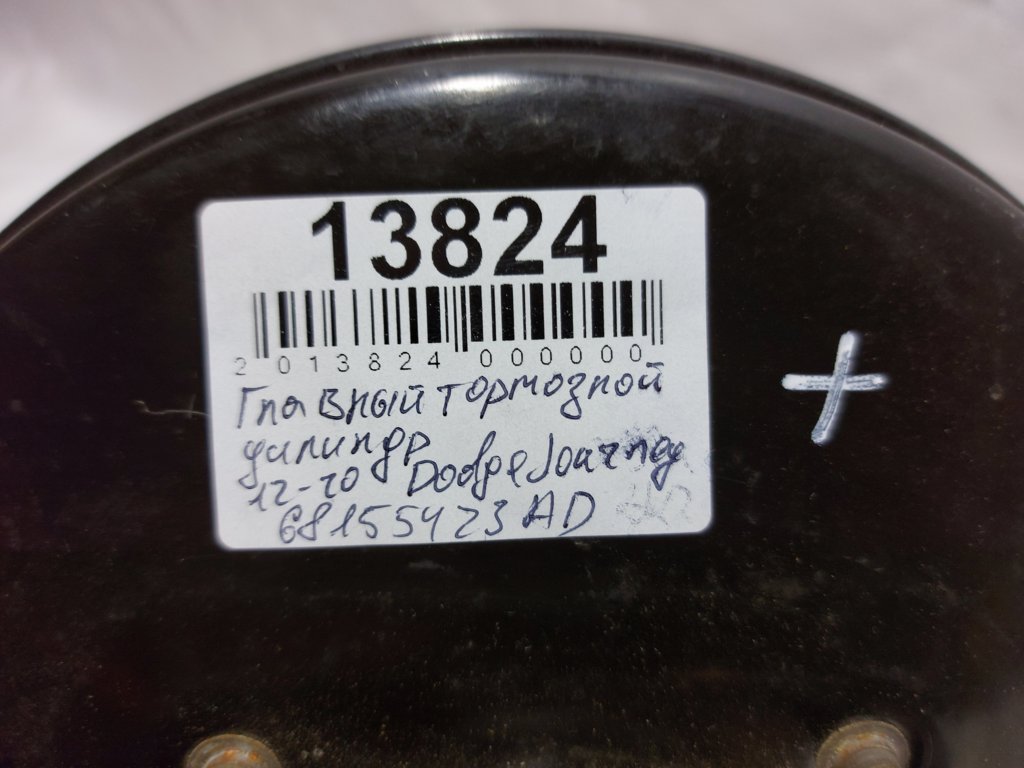 13824
2 013824 000000
Главный тормозной
цилиндр
12-20 Dodge Journey
68155423AD
+